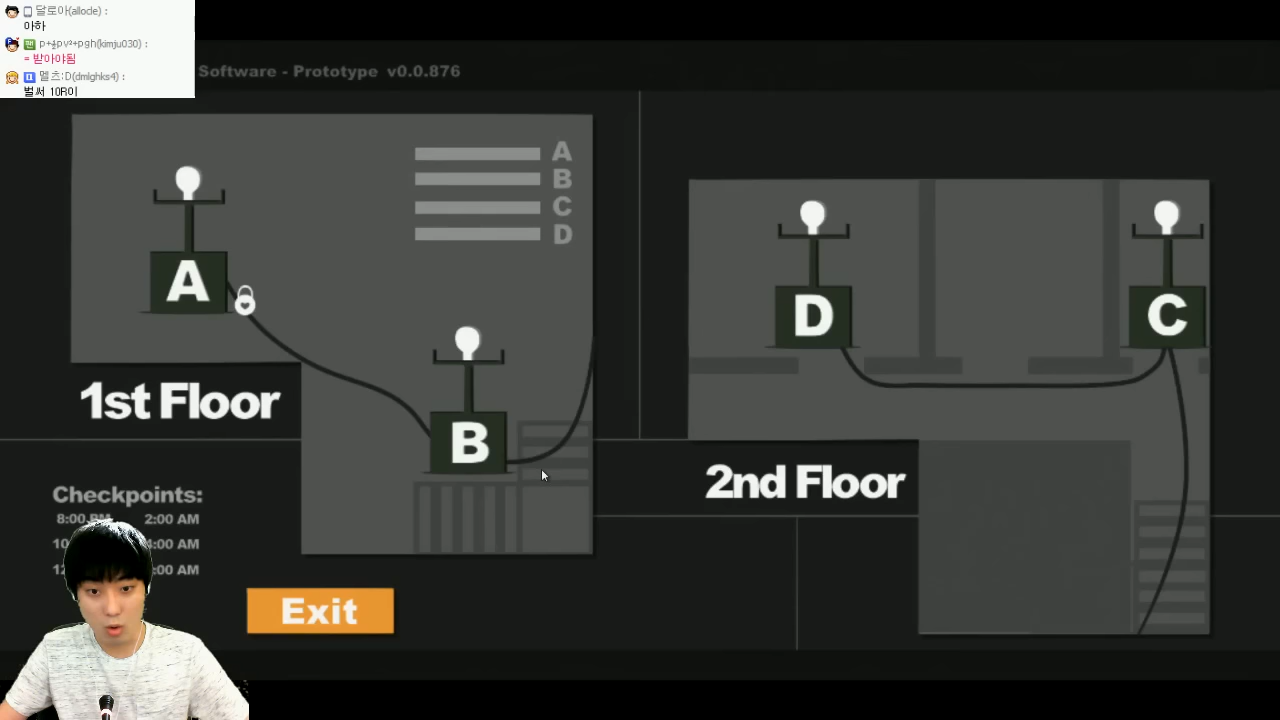 달로아(allocle) :
아하
= 받아야됨
멜츠:D(dmlghks4) :
벌써 10R이
Software - Prototype v0.0.876
A
B
C
D
A
B
D
C
1st Floor
2nd Floor
Checkpoints:
8:00 PM 2:00 AM
Exit